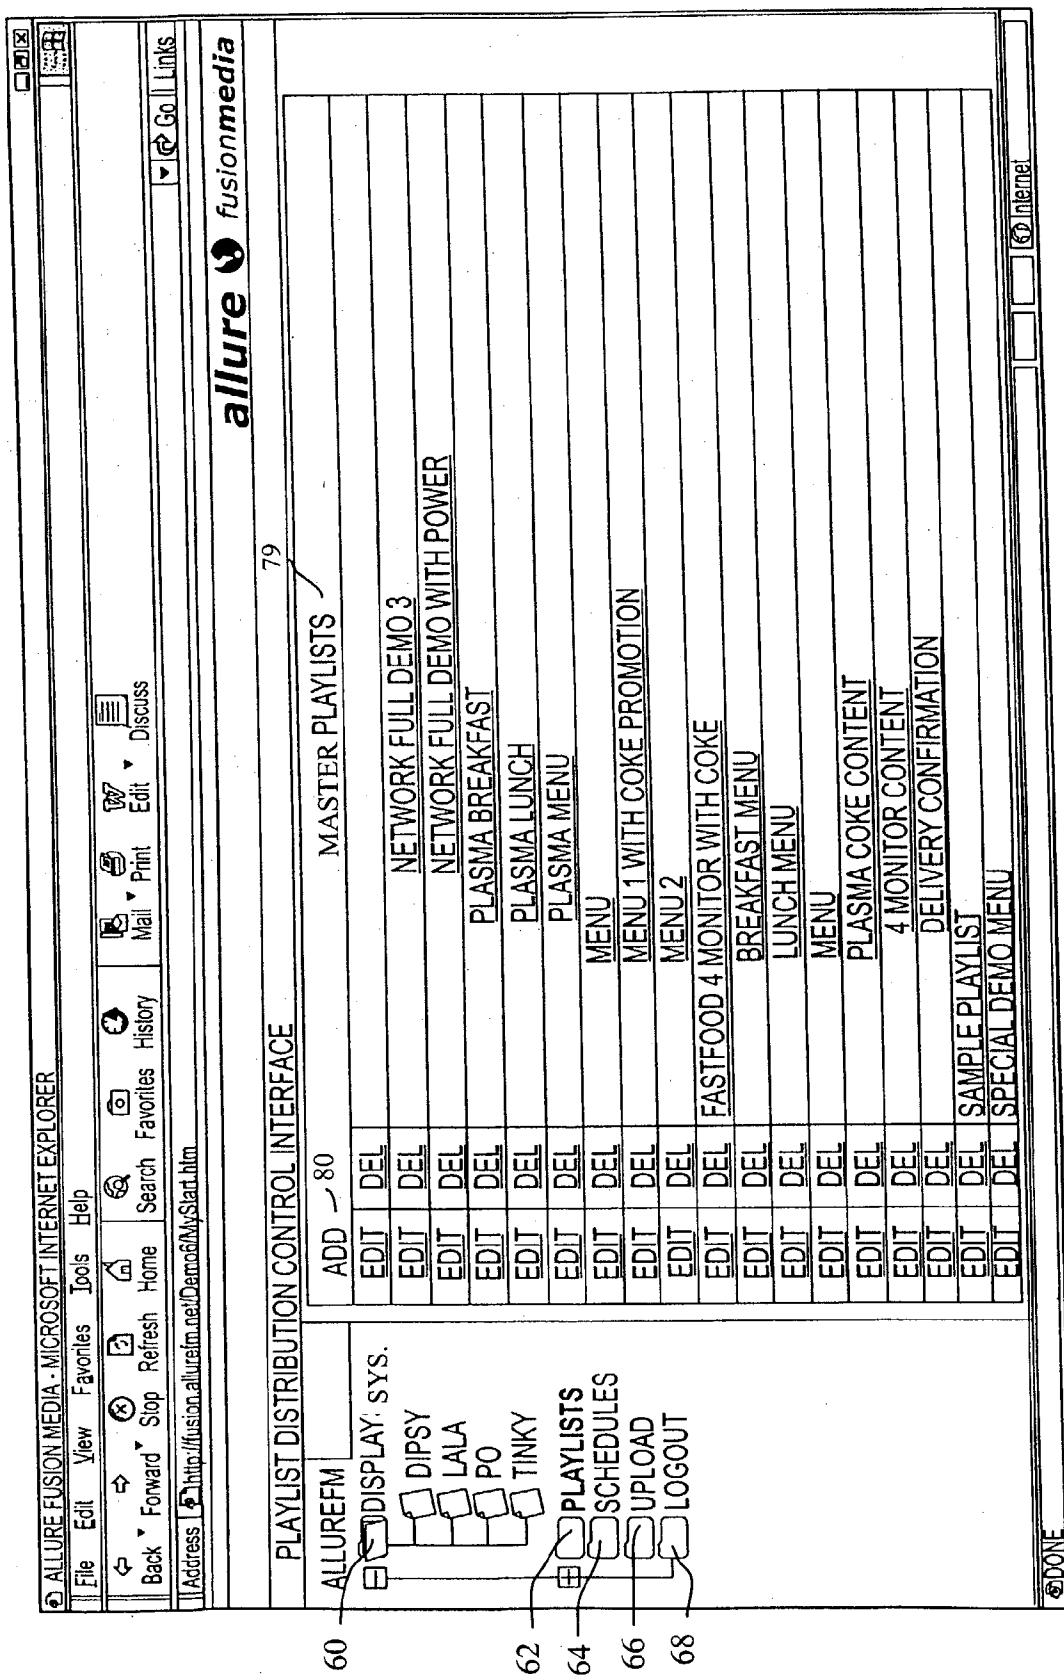 ALLURE FUSION MEDIA - MICROSOFT INTERNET EXPLORER
File Edit View Favorites Tools Help
Back Forward Stop Refresh Home Search Favorites History Mail Print Edit Discuss
Address http://fusion.allurefm.net/Demo6/MyStart.htm Go Links
allure fusionmedia
PLAYLIST DISTRIBUTION CONTROL INTERFACE
79
ALLUREFM
60
DISPLAY SYS.
DIPSY
LALA
PO
TINKY
62 PLAYLISTS
64 SCHEDULES
66 UPLOAD
68 LOGOUT
ADD 80 MASTER PLAYLISTS
EDIT DEL
EDIT DEL NETWORK FULL DEMO 3
EDIT DEL NETWORK FULL DEMO WITH POWER
EDIT DEL PLASMA BREAKFAST
EDIT DEL PLASMA LUNCH
EDIT DEL PLASMA MENU
EDIT DEL MENU
EDIT DEL MENU 1 WITH COKE PROMOTION
EDIT DEL MENU 2
EDIT DEL FASTFOOD 4 MONITOR WITH COKE
EDIT DEL BREAKFAST MENU
EDIT DEL LUNCH MENU
EDIT DEL MENU
EDIT DEL PLASMA COKE CONTENT
EDIT DEL 4 MONITOR CONTENT
EDIT DEL DELIVERY CONFIRMATION
EDIT DEL SAMPLE PLAYLIST
EDIT DEL SPECIAL DEMO MENU
DONE Internet